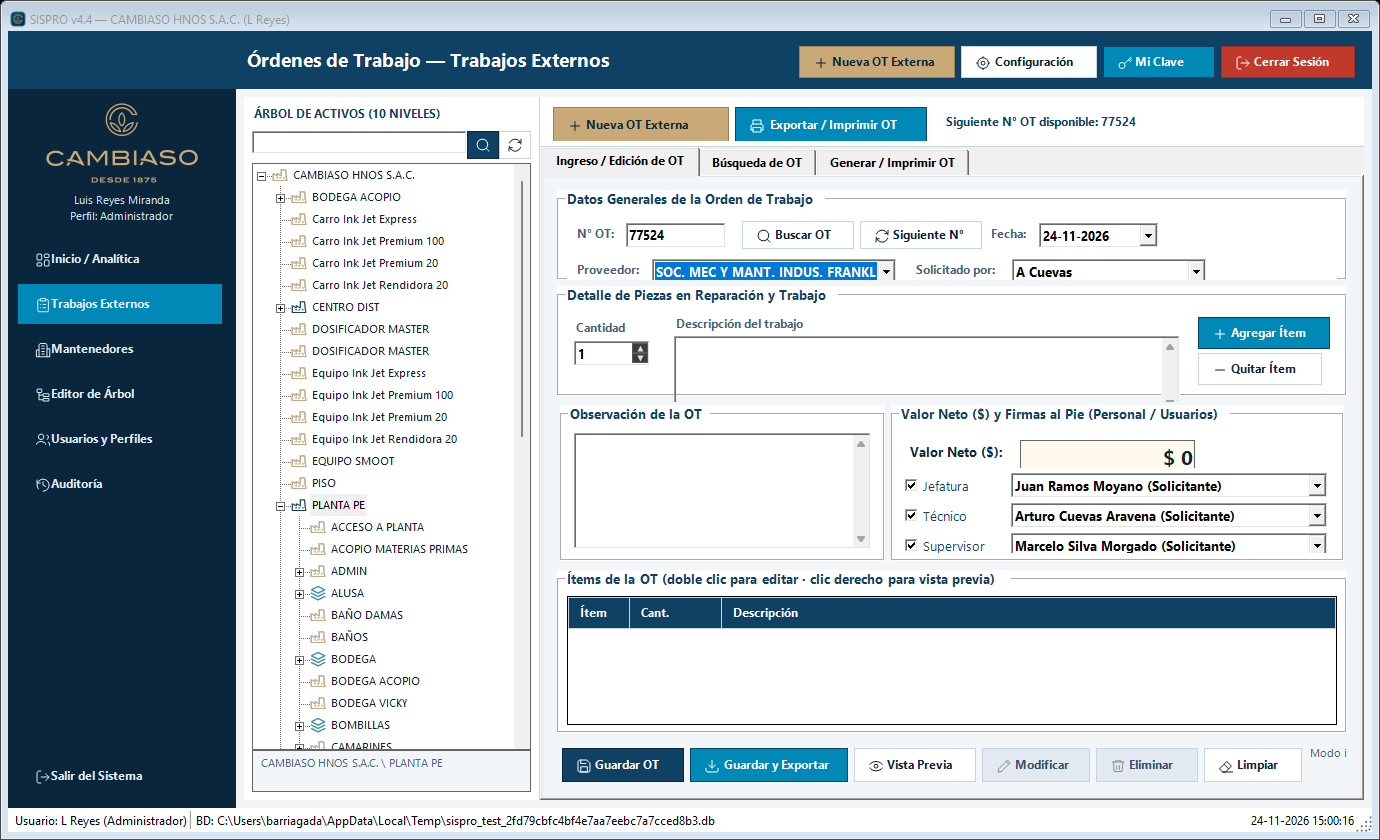 SISPRO v4.4 — CAMBIASO HNOS S.A.C. (L Reyes)
Órdenes de Trabajo — Trabajos Externos
+ Nueva OT Externa
Configuración
Mi Clave
Cerrar Sesión
CAMBIASO
DESDE 1875
Luis Reyes Miranda
Perfil: Administrador
Inicio / Analítica
Trabajos Externos
Mantenedores
Editor de Árbol
Usuarios y Perfiles
Auditoría
Salir del Sistema
ÁRBOL DE ACTIVOS (10 NIVELES)
CAMBIASO HNOS S.A.C.
BODEGA ACOPIO
Carro Ink Jet Express
Carro Ink Jet Premium 100
Carro Ink Jet Premium 20
Carro Ink Jet Rendidora 20
CENTRO DIST
DOSIFICADOR MASTER
DOSIFICADOR MASTER
Equipo Ink Jet Express
Equipo Ink Jet Premium 100
Equipo Ink Jet Premium 20
Equipo Ink Jet Rendidora 20
EQUIPO SMOOT
PISO
PLANTA PE
ACCESO A PLANTA
ACOPIO MATERIAS PRIMAS
ADMIN
ALUSA
BAÑO DAMAS
BAÑOS
BODEGA
BODEGA ACOPIO
BODEGA VICKY
BOMBILLAS
CAMARINES
CAMBIASO HNOS S.A.C. \ PLANTA PE
+ Nueva OT Externa
Exportar / Imprimir OT
Siguiente N° OT disponible: 77524
Ingreso / Edición de OT
Búsqueda de OT
Generar / Imprimir OT
Datos Generales de la Orden de Trabajo
N° OT:
77524
Buscar OT
Siguiente N°
Fecha:
24-11-2026
Proveedor:
SOC. MEC Y MANT. INDUS. FRANKL
Solicitado por:
A Cuevas
Detalle de Piezas en Reparación y Trabajo
Cantidad
1
Descripción del trabajo
+ Agregar Ítem
— Quitar Ítem
Observación de la OT
Valor Neto ($) y Firmas al Pie (Personal / Usuarios)
Valor Neto ($):
$ 0
Jefatura
Juan Ramos Moyano (Solicitante)
Técnico
Arturo Cuevas Aravena (Solicitante)
Supervisor
Marcelo Silva Morgado (Solicitante)
Ítems de la OT (doble clic para editar · clic derecho para vista previa)
Ítem
Cant.
Descripción
Guardar OT
Guardar y Exportar
Vista Previa
Modificar
Eliminar
Limpiar
Modo i
Usuario: L Reyes (Administrador)
BD: C:\Users\barriagada\AppData\Local\Temp\sispro_test_2fd79cbfc4bf4e7aa7eebc7a7cced8b3.db
24-11-2026 15:00:16